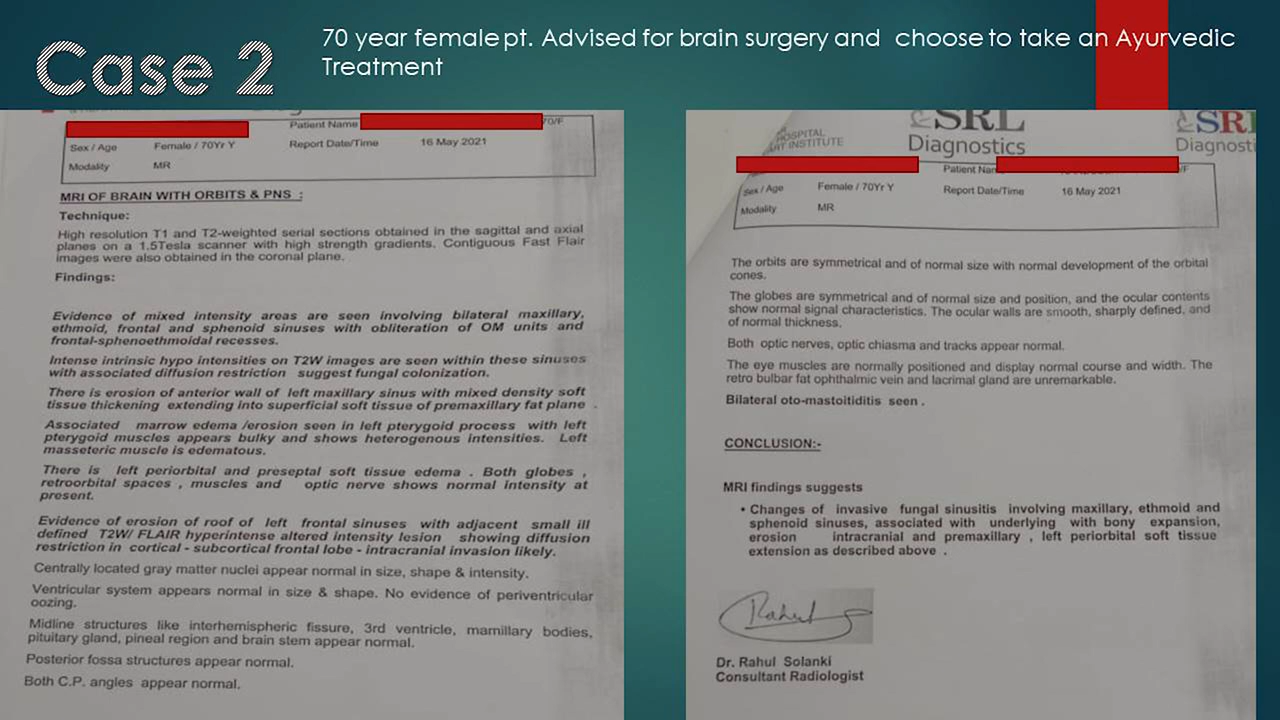 Case 2
70 year female pt. Advised for brain surgery and choose to take an Ayurvedic
Treatment
Patient Name 70/F
Sex / Age Female / 70Yr Y Report Date/Time 16 May 2021
Modality MR
MRI OF BRAIN WITH ORBITS & PNS :
Technique:
High resolution T1 and T2-weighted serial sections obtained in the sagittal and axial
planes on a 1.5Tesla scanner with high strength gradients. Contiguous Fast Flair
images were also obtained in the coronal plane.
Findings:
Evidence of mixed intensity areas are seen involving bilateral maxillary,
ethmoid, frontal and sphenoid sinuses with obliteration of OM units and
frontal-sphenoethmoidal recesses.
Intense intrinsic hypo intensities on T2W images are seen within these sinuses
with associated diffusion restriction suggest fungal colonization.
There is erosion of anterior wall of left maxillary sinus with mixed density soft
tissue thickening extending into superficial soft tissue of premaxillary fat plane .
Associated marrow edema /erosion seen in left pterygoid process with left
pterygoid muscles appears bulky and shows heterogenous intensities. Left
masseteric muscle is edematous.
There is left periorbital and preseptal soft tissue edema . Both globes ,
retroorbital spaces , muscles and optic nerve shows normal intensity at
present.
Evidence of erosion of roof of left frontal sinuses with adjacent small ill
defined T2W/ FLAIR hyperintense altered intensity lesion showing diffusion
restriction in cortical - subcortical frontal lobe - intracranial invasion likely.
Centrally located gray matter nuclei appear normal in size, shape & intensity.
Ventricular system appears normal in size & shape. No evidence of periventricular
oozing.
Midline structures like interhemispheric fissure, 3rd ventricle, mamillary bodies,
pituitary gland, pineal region and brain stem appear normal.
Posterior fossa structures appear normal.
Both C.P. angles appear normal.
HOSPITAL
INSTITUTE
SRL
Diagnostics
SRL
Diagnosti
Patient Nam /F
Sex / Age Female / 70Yr Y Report Date/Time 16 May 2021
Modality MR
The orbits are symmetrical and of normal size with normal development of the orbital
cones.
The globes are symmetrical and of normal size and position, and the ocular contents
show normal signal characteristics. The ocular walls are smooth, sharply defined, and
of normal thickness.
Both optic nerves, optic chiasma and tracks appear normal.
The eye muscles are normally positioned and display normal course and width. The
retro bulbar fat ophthalmic vein and lacrimal gland are unremarkable.
Bilateral oto-mastoitiditis seen .
CONCLUSION:-
MRI findings suggests
• Changes of invasive fungal sinusitis involving maxillary, ethmoid and
sphenoid sinuses, associated with underlying with bony expansion,
erosion intracranial and premaxillary , left periorbital soft tissue
extension as described above .
Rahul
Dr. Rahul Solanki
Consultant Radiologist